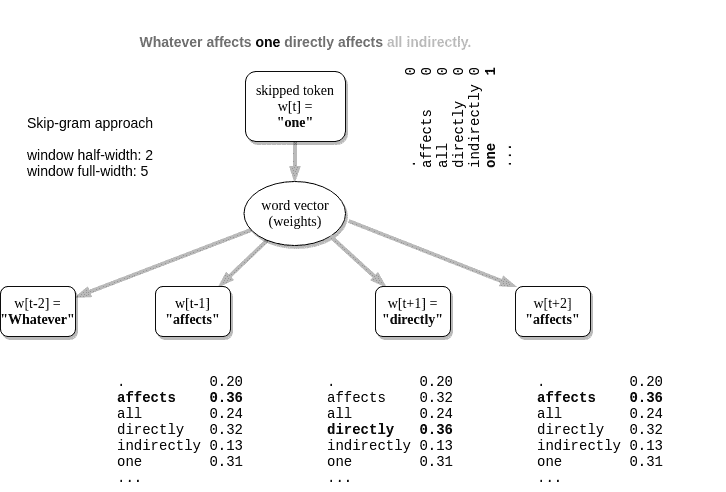 Whatever affects one directly affects all indirectly.
skipped token
w[t] =
"one"
Skip-gram approach
window half-width: 2
window full-width: 5
. 0
affects 0
all 0
directly 0
indirectly 0
one 1
...
word vector
(weights)
w[t-2] =
"Whatever"
w[t-1]
"affects"
w[t+1] =
"directly"
w[t+2]
"affects"
. 0.20
affects 0.36
all 0.24
directly 0.32
indirectly 0.13
one 0.31
...
. 0.20
affects 0.32
all 0.24
directly 0.36
indirectly 0.13
one 0.31
...
. 0.20
affects 0.36
all 0.24
directly 0.32
indirectly 0.13
one 0.31
...